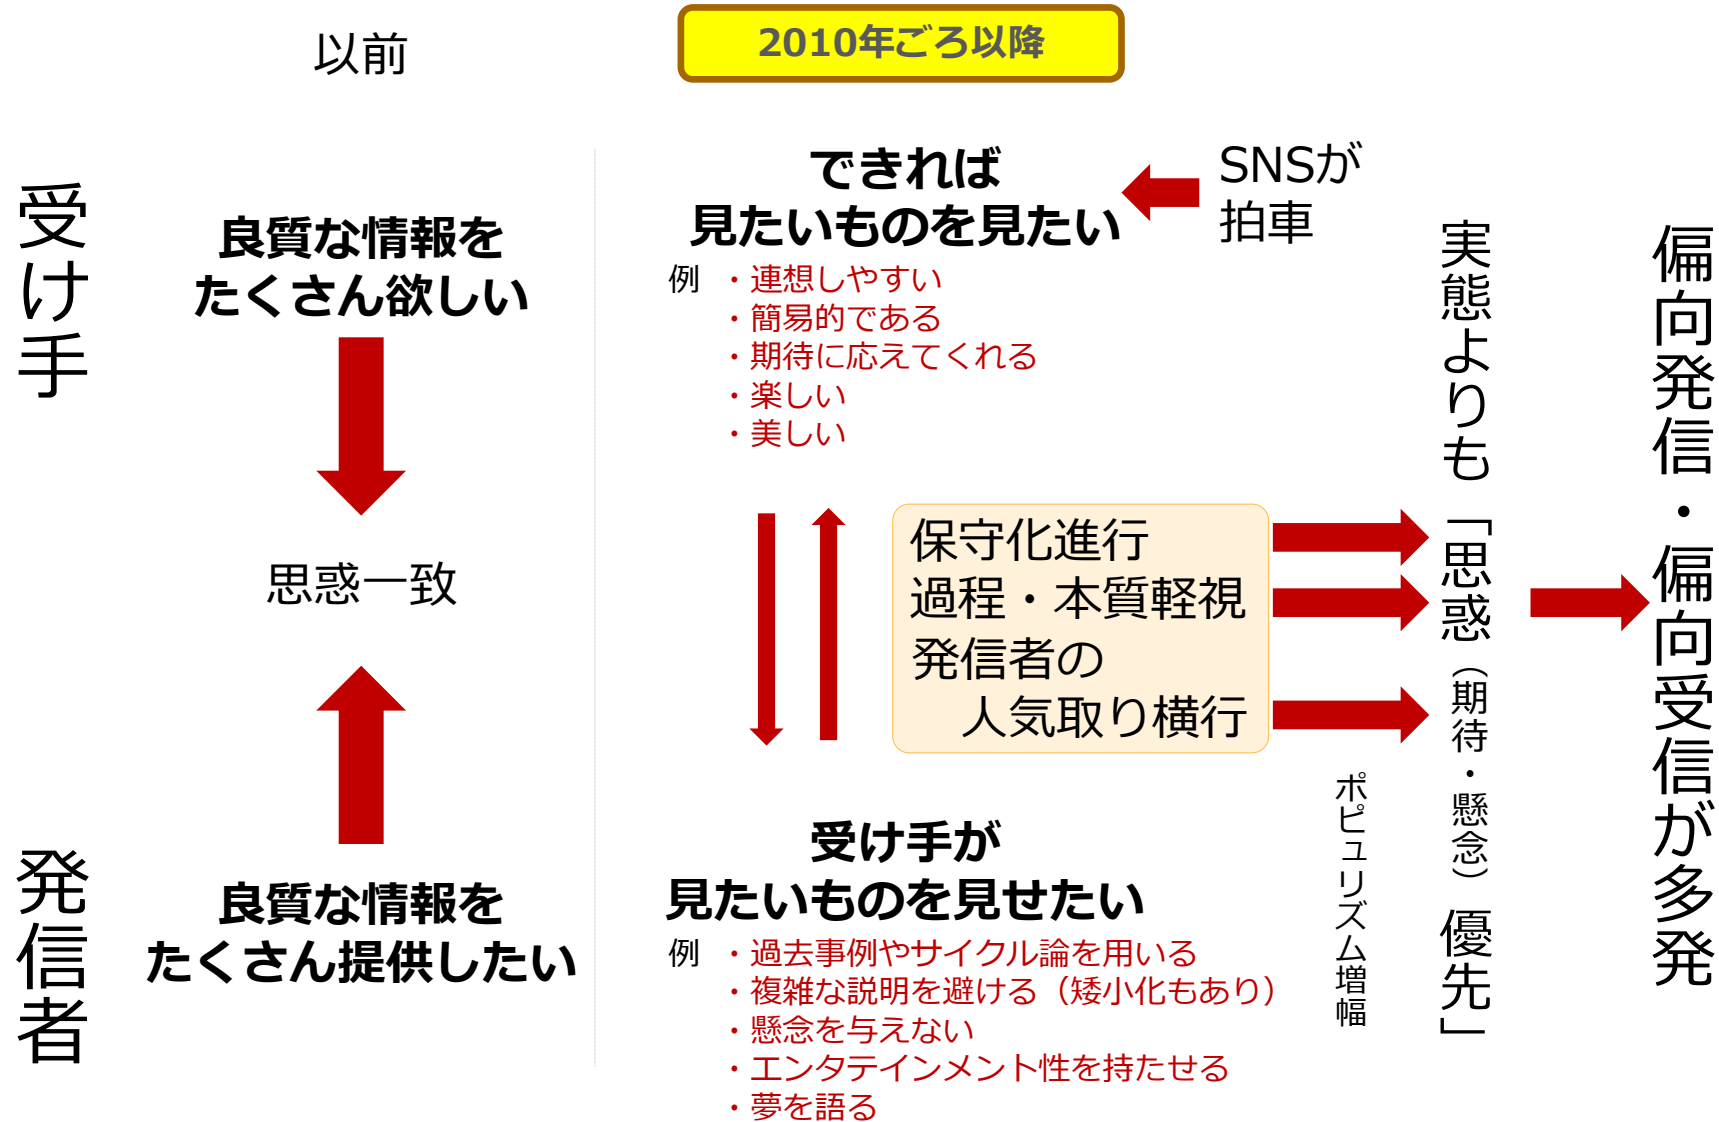 以前
2010年ごろ以降
受け手
良質な情報を
たくさん欲しい
思惑一致
発信者
良質な情報を
たくさん提供したい
できれば
見たいものを見たい
SNSが
拍車
例 ・連想しやすい
・簡易的である
・期待に応えてくれる
・楽しい
・美しい
保守化進行
過程・本質軽視
発信者の
人気取り横行
受け手が
見たいものを見せたい
例 ・過去事例やサイクル論を用いる
・複雑な説明を避ける（矮小化もあり）
・懸念を与えない
・エンタテインメント性を持たせる
・夢を語る
ポピュリズム増幅
実態よりも「思惑（期待・懸念）優先」
偏向発信・偏向受信が多発